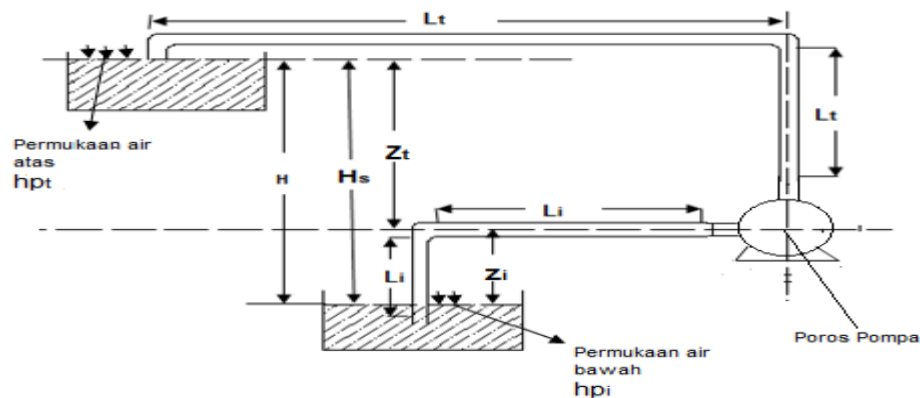 Lt
Lt
Permukaan air
atas
hpt
H
Hs
Zt
Li
Li
Zi
Poros Pompa
Permukaan air
bawah
hpi